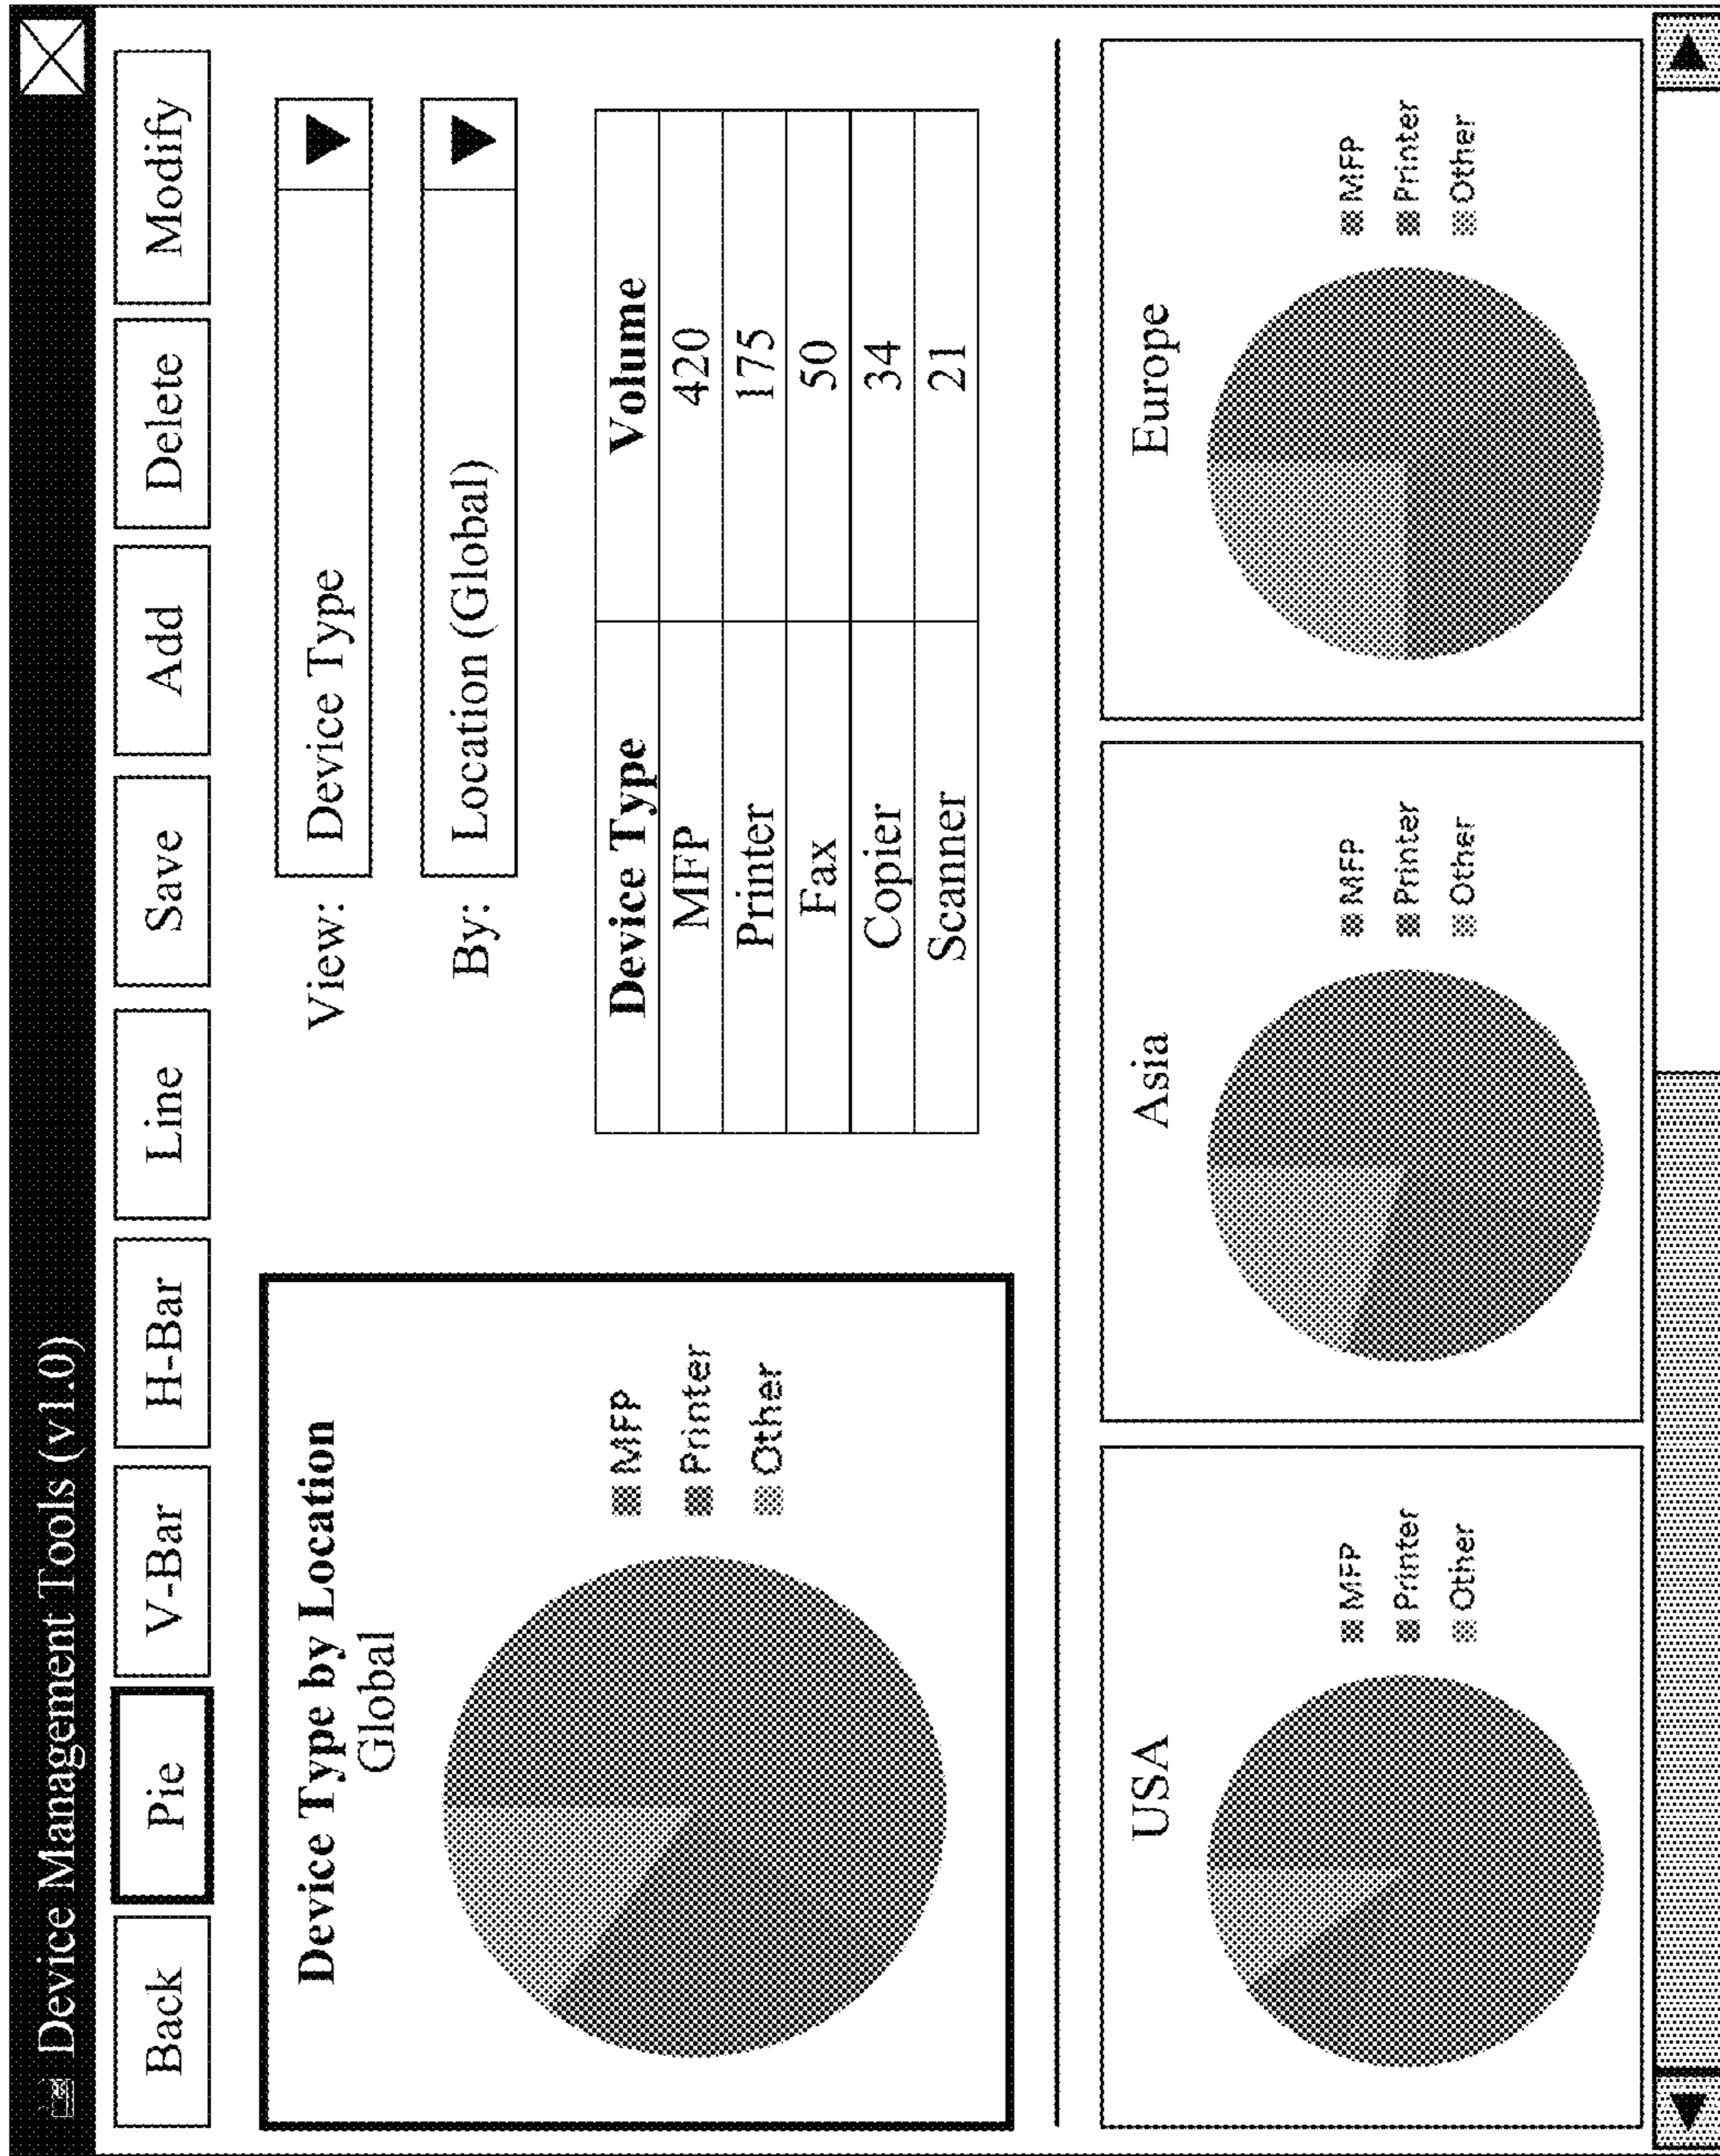 Device Management Tools (v1.0)
Back Pie V-Bar H-Bar Line Save Add Delete Modify
Device Type by Location
Global
MFP
Printer
Other
View: Device Type
By: Location (Global)
Device Type Volume
MFP 420
Printer 175
Fax 50
Copier 34
Scanner 21
USA
MFP
Printer
Other
Asia
MFP
Printer
Other
Europe
MFP
Printer
Other